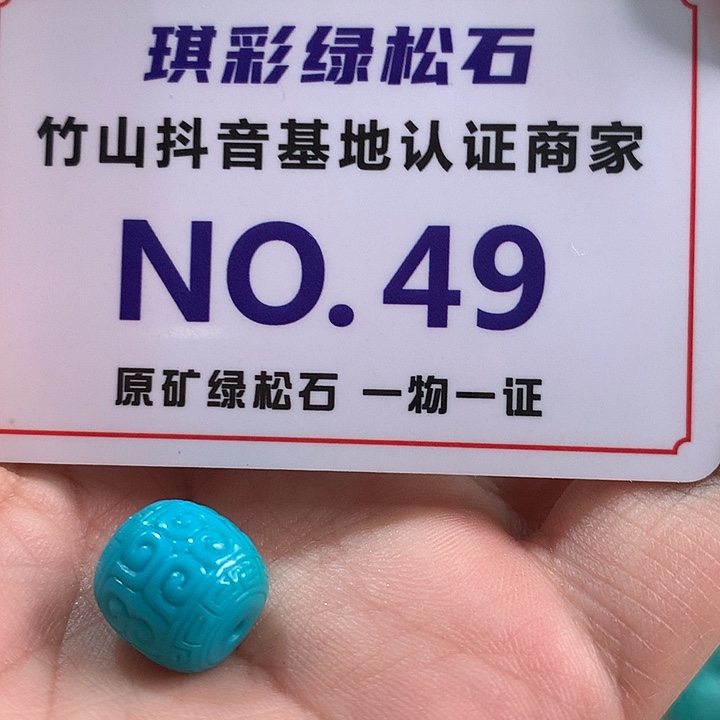 琪彩绿松石
竹山抖音基地认证商家
NO.49
原矿绿松石 一物一证